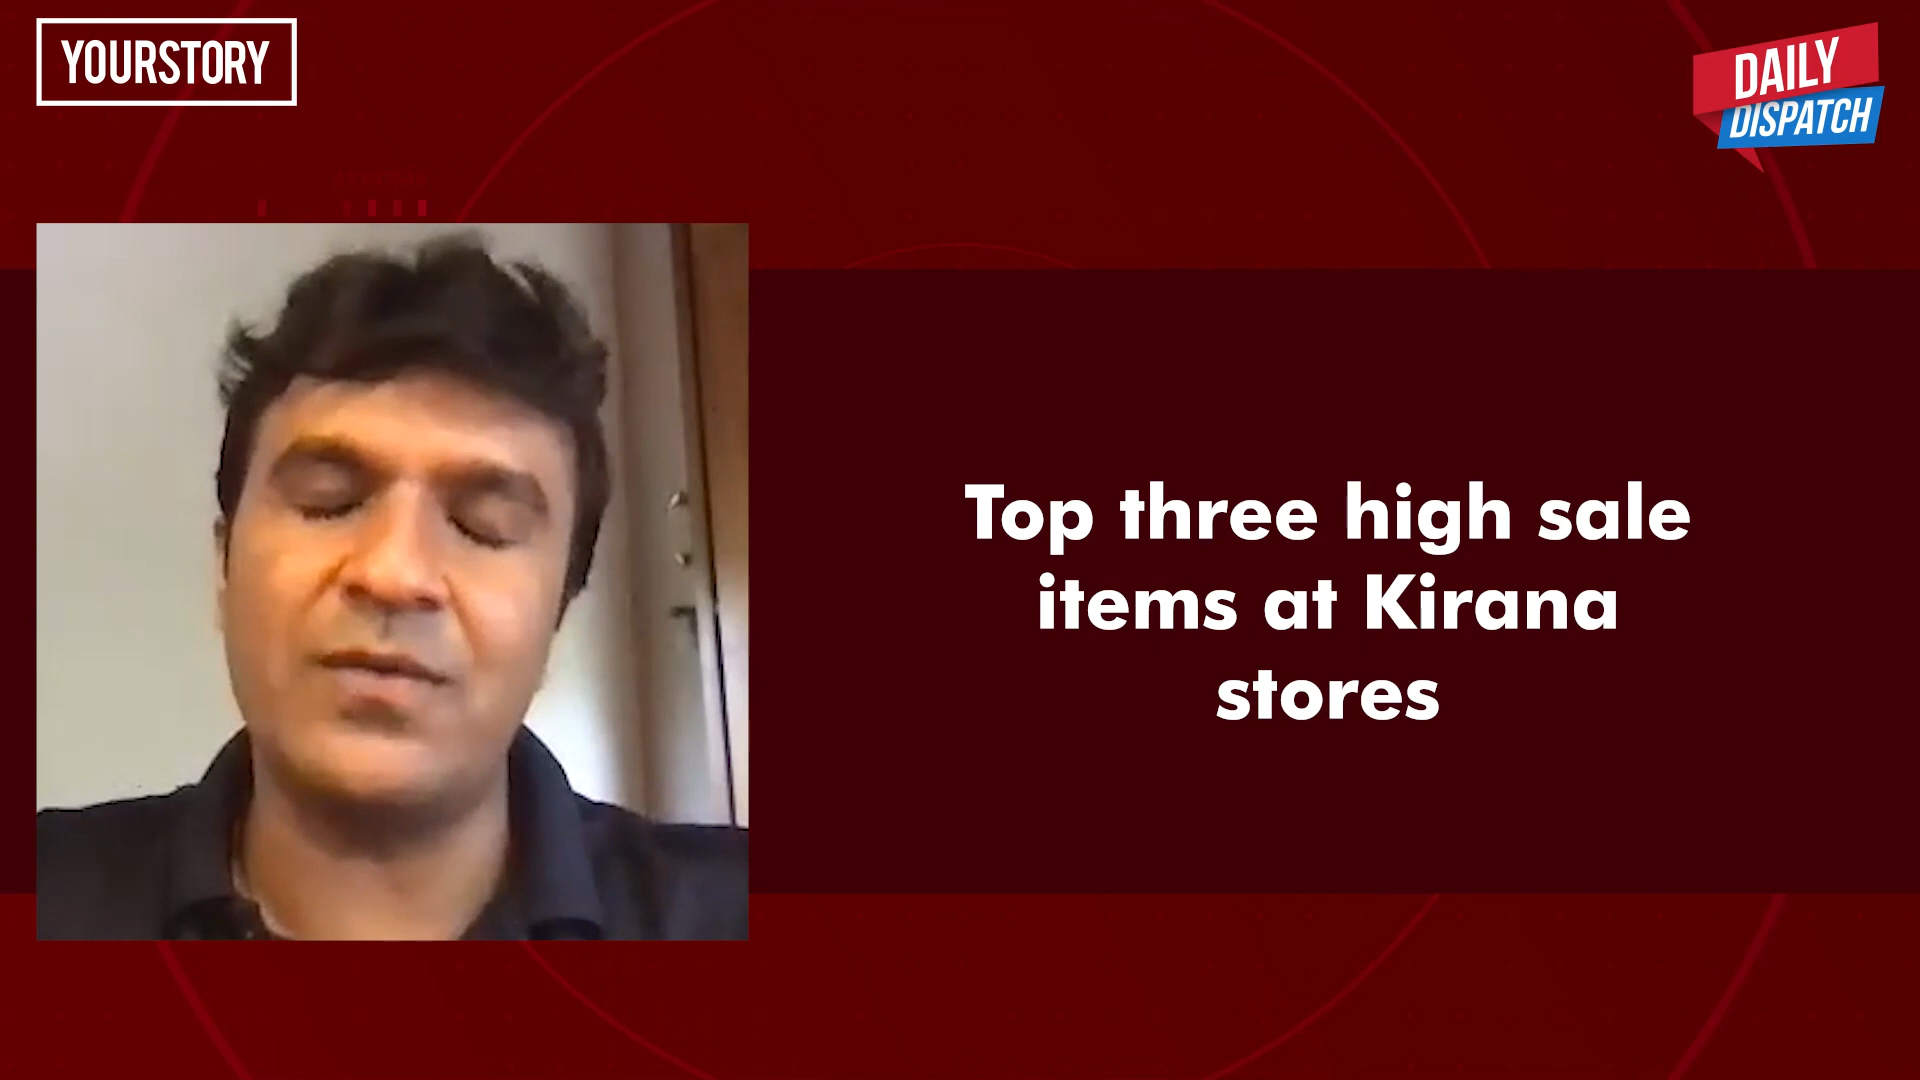 YOURSTORY
DAILY
DISPATCH
Top three high sale
items at Kirana
stores